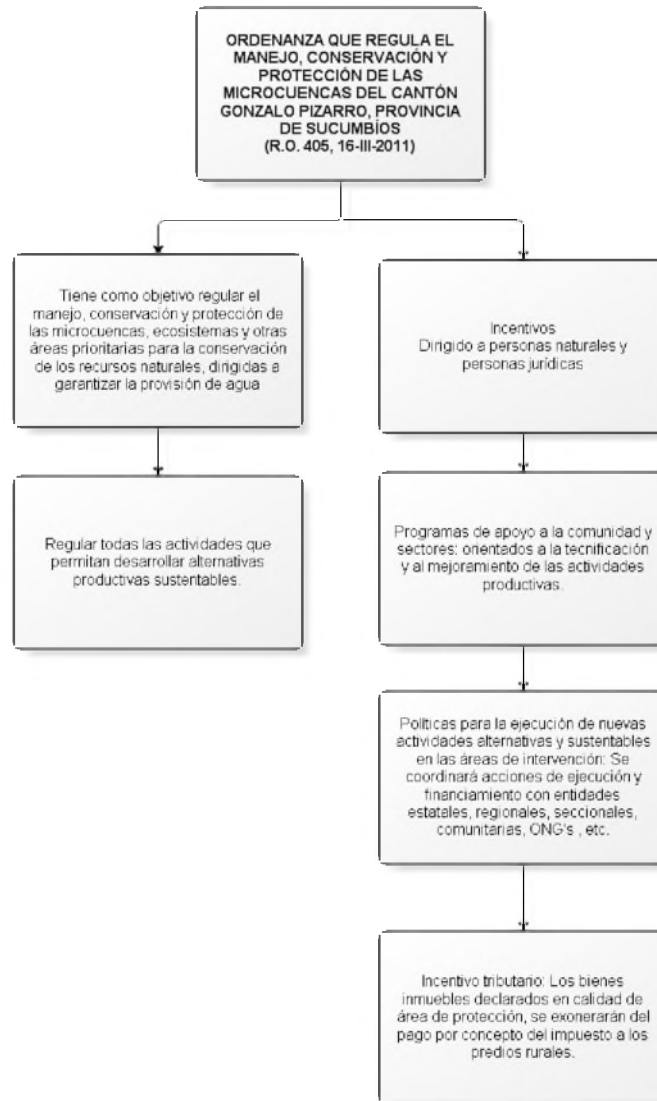 ORDENANZA QUE REGULA EL
MANEJO, CONSERVACIÓN Y
PROTECCIÓN DE LAS
MICROCUENCAS DEL CANTÓN
GONZALO PIZARRO, PROVINCIA
DE SUCUMBÍOS
(R.O. 405, 16-III-2011)
Tiene como objetivo regular el
manejo, conservación y protección de
las microcuencas, ecosistemas y otras
áreas prioritarias para la conservación
de los recursos naturales, dirigidas a
garantizar la provisión de agua
Regular todas las actividades que
permitan desarrollar alternativas
productivas sustentables.
Incentivos
Dirigido a personas naturales y
personas jurídicas
Programas de apoyo a la comunidad y
sectores: orientados a la tecnificación
y al mejoramiento de las actividades
productivas.
Políticas para la ejecución de nuevas
actividades alternativas y sustentables
en las áreas de intervención: Se
coordinará acciones de ejecución y
financiamiento con entidades
estatales, regionales, seccionales,
comunitarias, ONG's , etc.
Incentivo tributario: Los bienes
inmuebles declarados en calidad de
área de protección, se exonerarán del
pago por concepto del impuesto a los
predios rurales.